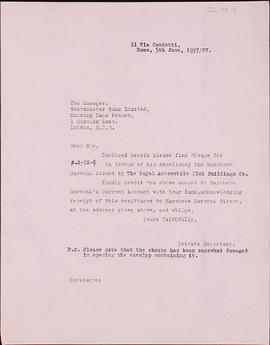 11 Via Condotti,
Rome, 5th June, 1937/XV.
The Manager,
Westminster Bank Limited,
Mincing Lane Branch,
1 Mincing Lane,
London. E.C.3.
Dear Sir,
Enclosed herein please find cheque for
£.2-12-6 in favour of His Excellency the Marchese
Marconi issued by The Royal Automobile Club Buildings Co.
Kindly credit the above amount to Marchese
Marconi's Current Account with Your Bank, acknowledging
receipt of this remittance to Marchese Marconi direct,
at the address given above, and oblige.
Yours faithfully,
Private Secretary.
P.S. Please note that the cheque has been somewhat damaged
in opening the envelpp containing it.
Enclosure: